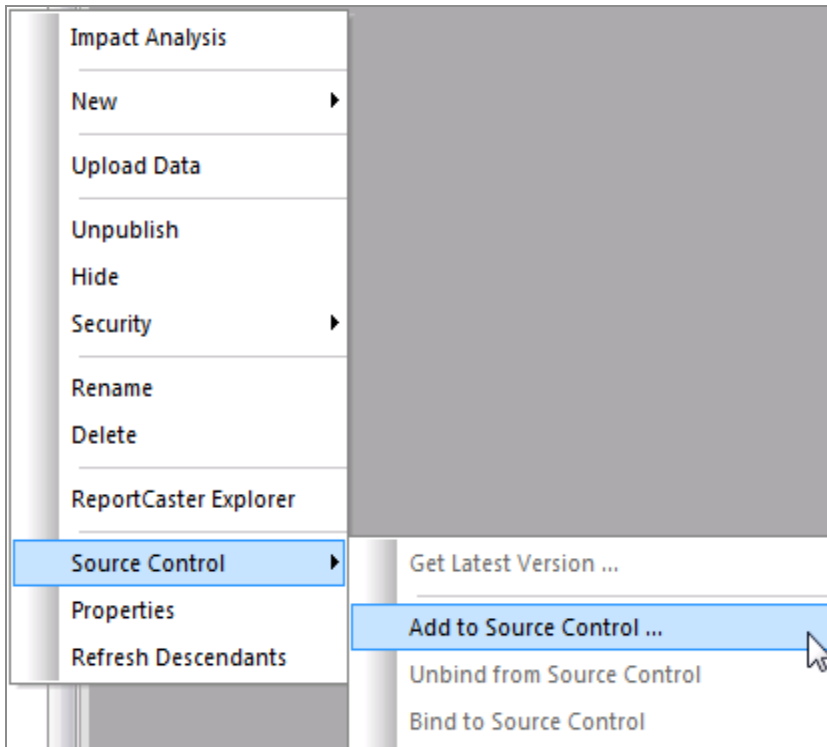 Impact Analysis
New
Upload Data
Unpublish
Hide
Security
Rename
Delete
ReportCaster Explorer
Source Control
Properties
Refresh Descendants
Get Latest Version ...
Add to Source Control ...
Unbind from Source Control
Bind to Source Control